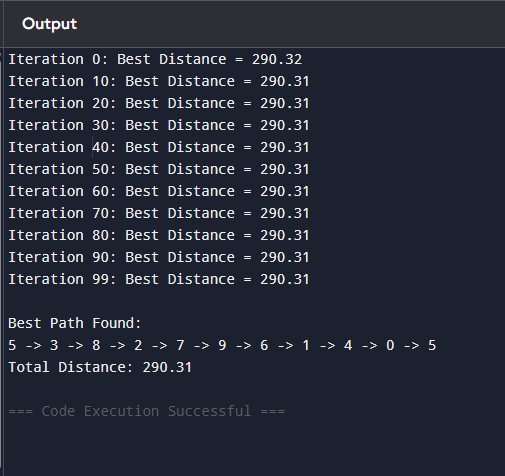 Output
Iteration 0: Best Distance = 290.32
Iteration 10: Best Distance = 290.31
Iteration 20: Best Distance = 290.31
Iteration 30: Best Distance = 290.31
Iteration 40: Best Distance = 290.31
Iteration 50: Best Distance = 290.31
Iteration 60: Best Distance = 290.31
Iteration 70: Best Distance = 290.31
Iteration 80: Best Distance = 290.31
Iteration 90: Best Distance = 290.31
Iteration 99: Best Distance = 290.31
Best Path Found:
5 -> 3 -> 8 -> 2 -> 7 -> 9 -> 6 -> 1 -> 4 -> 0 -> 5
Total Distance: 290.31
=== Code Execution Successful ===